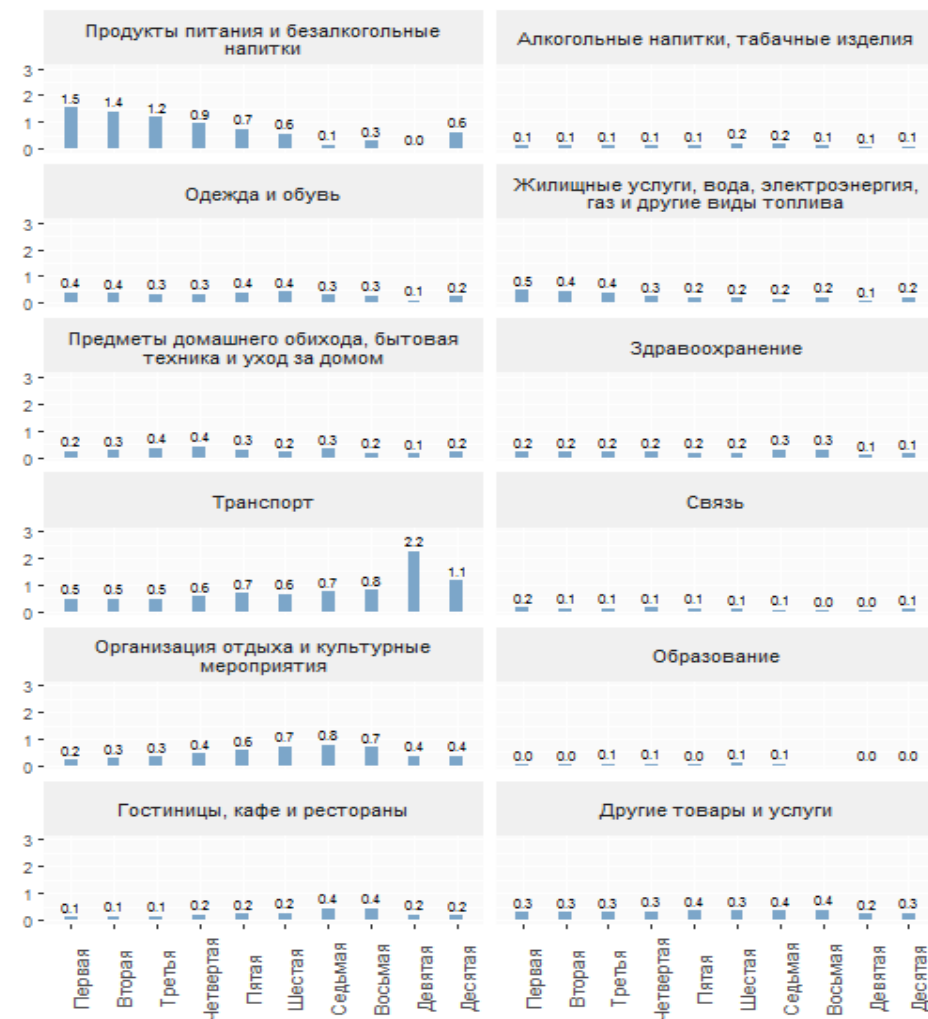 Продукты питания и безалкогольные
напитки
3
2
1
0
1.5 1.4 1.2 0.9 0.7 0.6 0.1 0.3 0.0 0.6
Алкогольные напитки, табачные изделия
0.1 0.1 0.1 0.1 0.1 0.2 0.2 0.1 0.1 0.1
Одежда и обувь
3
2
1
0
0.4 0.4 0.3 0.3 0.4 0.4 0.3 0.3 0.1 0.2
Жилищные услуги, вода, электроэнергия,
газ и другие виды топлива
0.5 0.4 0.4 0.3 0.2 0.2 0.2 0.2 0.1 0.2
Предметы домашнего обихода, бытовая
техника и уход за домом
3
2
1
0
0.2 0.3 0.4 0.4 0.3 0.2 0.3 0.2 0.1 0.2
Здравоохранение
0.2 0.2 0.2 0.2 0.2 0.2 0.3 0.3 0.1 0.1
Транспорт
3
2
1
0
0.5 0.5 0.5 0.6 0.7 0.6 0.7 0.8 2.2 1.1
Связь
0.2 0.1 0.1 0.1 0.1 0.1 0.1 0.0 0.0 0.1
Организация отдыха и культурные
мероприятия
3
2
1
0
0.2 0.3 0.3 0.4 0.6 0.7 0.8 0.7 0.4 0.4
Образование
0.0 0.0 0.1 0.1 0.0 0.1 0.1 0.0 0.0
Гостиницы, кафе и рестораны
3
2
1
0
0.1 0.1 0.1 0.2 0.2 0.2 0.4 0.4 0.2 0.2
Другие товары и услуги
0.3 0.3 0.3 0.3 0.4 0.3 0.4 0.4 0.2 0.3
Первая
Вторая
Третья
Четвертая
Пятая
Шестая
Седьмая
Восьмая
Девятая
Десятая
Первая
Вторая
Третья
Четвертая
Пятая
Шестая
Седьмая
Восьмая
Девятая
Десятая